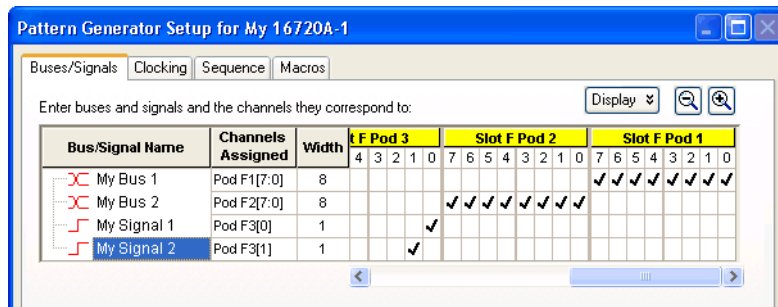 Pattern Generator Setup for My 16720A-1
Buses/Signals Clocking Sequence Macros
Enter buses and signals and the channels they correspond to: Display
Bus/Signal Name Channels Assigned Width t F Pod 3 Slot F Pod 2 Slot F Pod 1
4 3 2 1 0 7 6 5 4 3 2 1 0 7 6 5 4 3 2 1 0
My Bus 1 Pod F1[7:0] 8
My Bus 2 Pod F2[7:0] 8
My Signal 1 Pod F3[0] 1
My Signal 2 Pod F3[1] 1